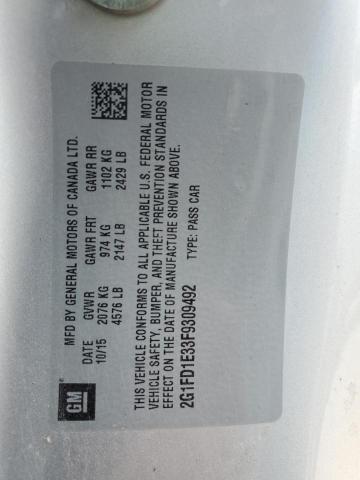 MFD BY GENERAL MOTORS OF CANADA LTD.
DATE GVWR GAWR FRT GAWR RR
10/15 2076 KG 974 KG 1102 KG
4576 LB 2147 LB 2429 LB
THIS VEHICLE CONFORMS TO ALL APPLICABLE U.S. FEDERAL MOTOR
VEHICLE SAFETY, BUMPER, AND THEFT PREVENTION STANDARDS IN
EFFECT ON THE DATE OF MANUFACTURE SHOWN ABOVE.
2G1FD1E33F9309492 TYPE: PASS CAR
GM